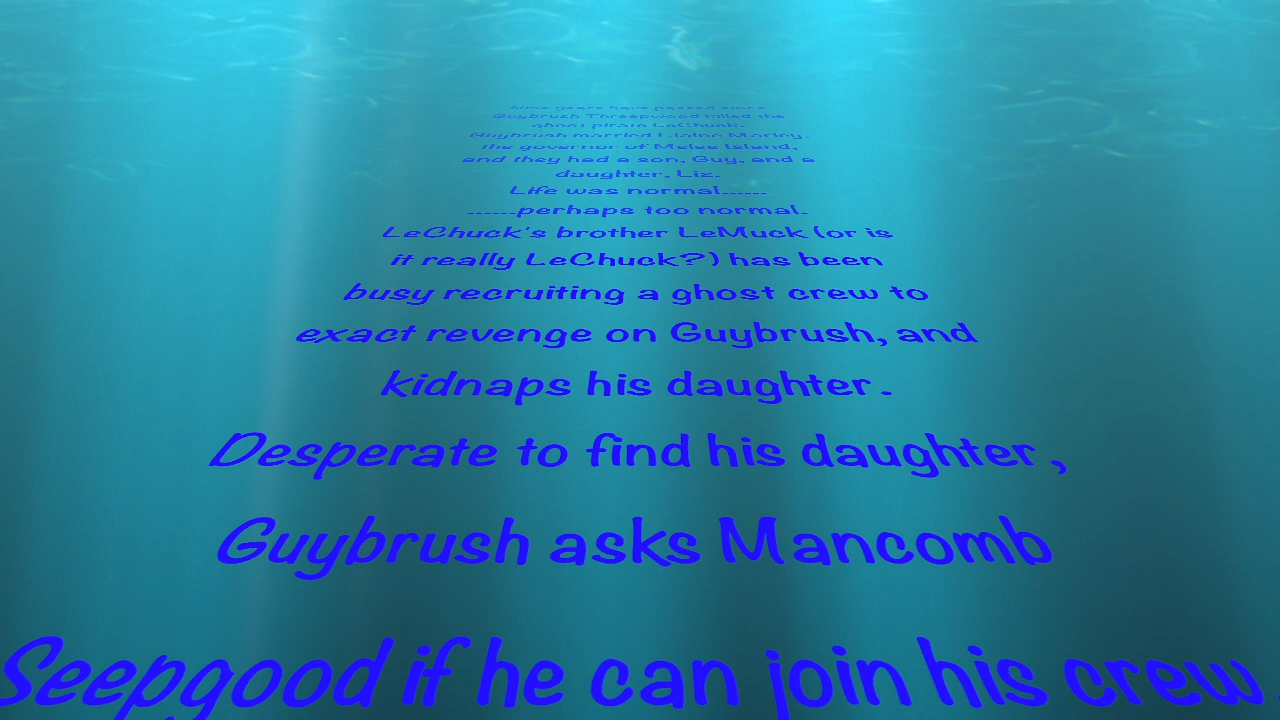 Nine years have passed since
Guybrush Threepwood killed the
ghost pirate LeChuck.
Guybrush married Elaine Marley,
the governor of Melee Island,
and they had a son, Guy, and a
daughter, Liz.
Life was normal......
......perhaps too normal.
LeChuck's brother LeMuck (or is
it really LeChuck?) has been
busy recruiting a ghost crew to
exact revenge on Guybrush, and
kidnaps his daughter.
Desperate to find his daughter,
Guybrush asks Mancomb
Seepgood if he can join his crew